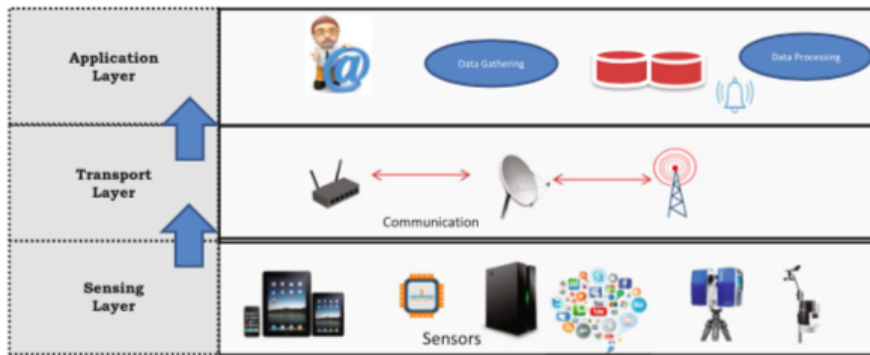 Application
Layer
Data Gathering
Data Processing
Transport
Layer
Communication
Sensing
Layer
Sensors